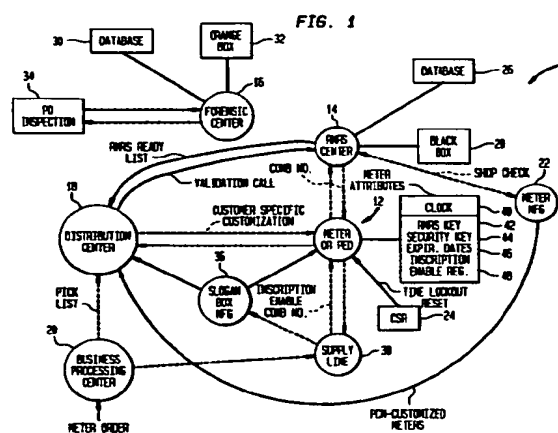 FIG. 1
30
DATABASE
ORANGE
BOX
32
34
PO
INSPECTION
FORENSIC
CENTER
16
DATABASE
26
14
RMRS
CENTER
BLACK
BOX
28
22
METER
MFG
SHOP CHECK
RMRS READY
LIST
VALIDATION CALL
COMB NO.
METER
ATTRIBUTES
12
18
DISTRIBUTION
CENTER
CUSTOMER SPECIFIC
CUSTOMIZATION
METER
OR PED
CLOCK
40
RMRS KEY
42
SECURITY KEY
44
EXPIR. DATES
46
INSCRIPTION
ENABLE REG.
48
36
SLOGAN
BOX
MFG
INSCRIPTION
ENABLE
COMB NO.
TIME LOCKOUT
RESET
CSR
24
PICK
LIST
20
BUSINESS
PROCESSING
CENTER
SUPPLY
LINE
38
METER ORDER
PCN-CUSTOMIZED
METERS